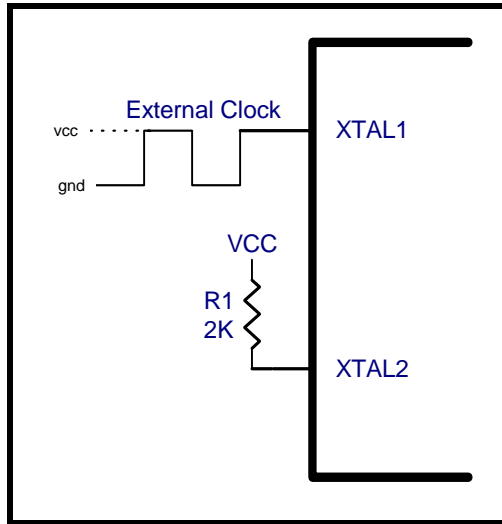 External Clock
vcc
XTAL1
gnd
VCC
R1
2K
XTAL2